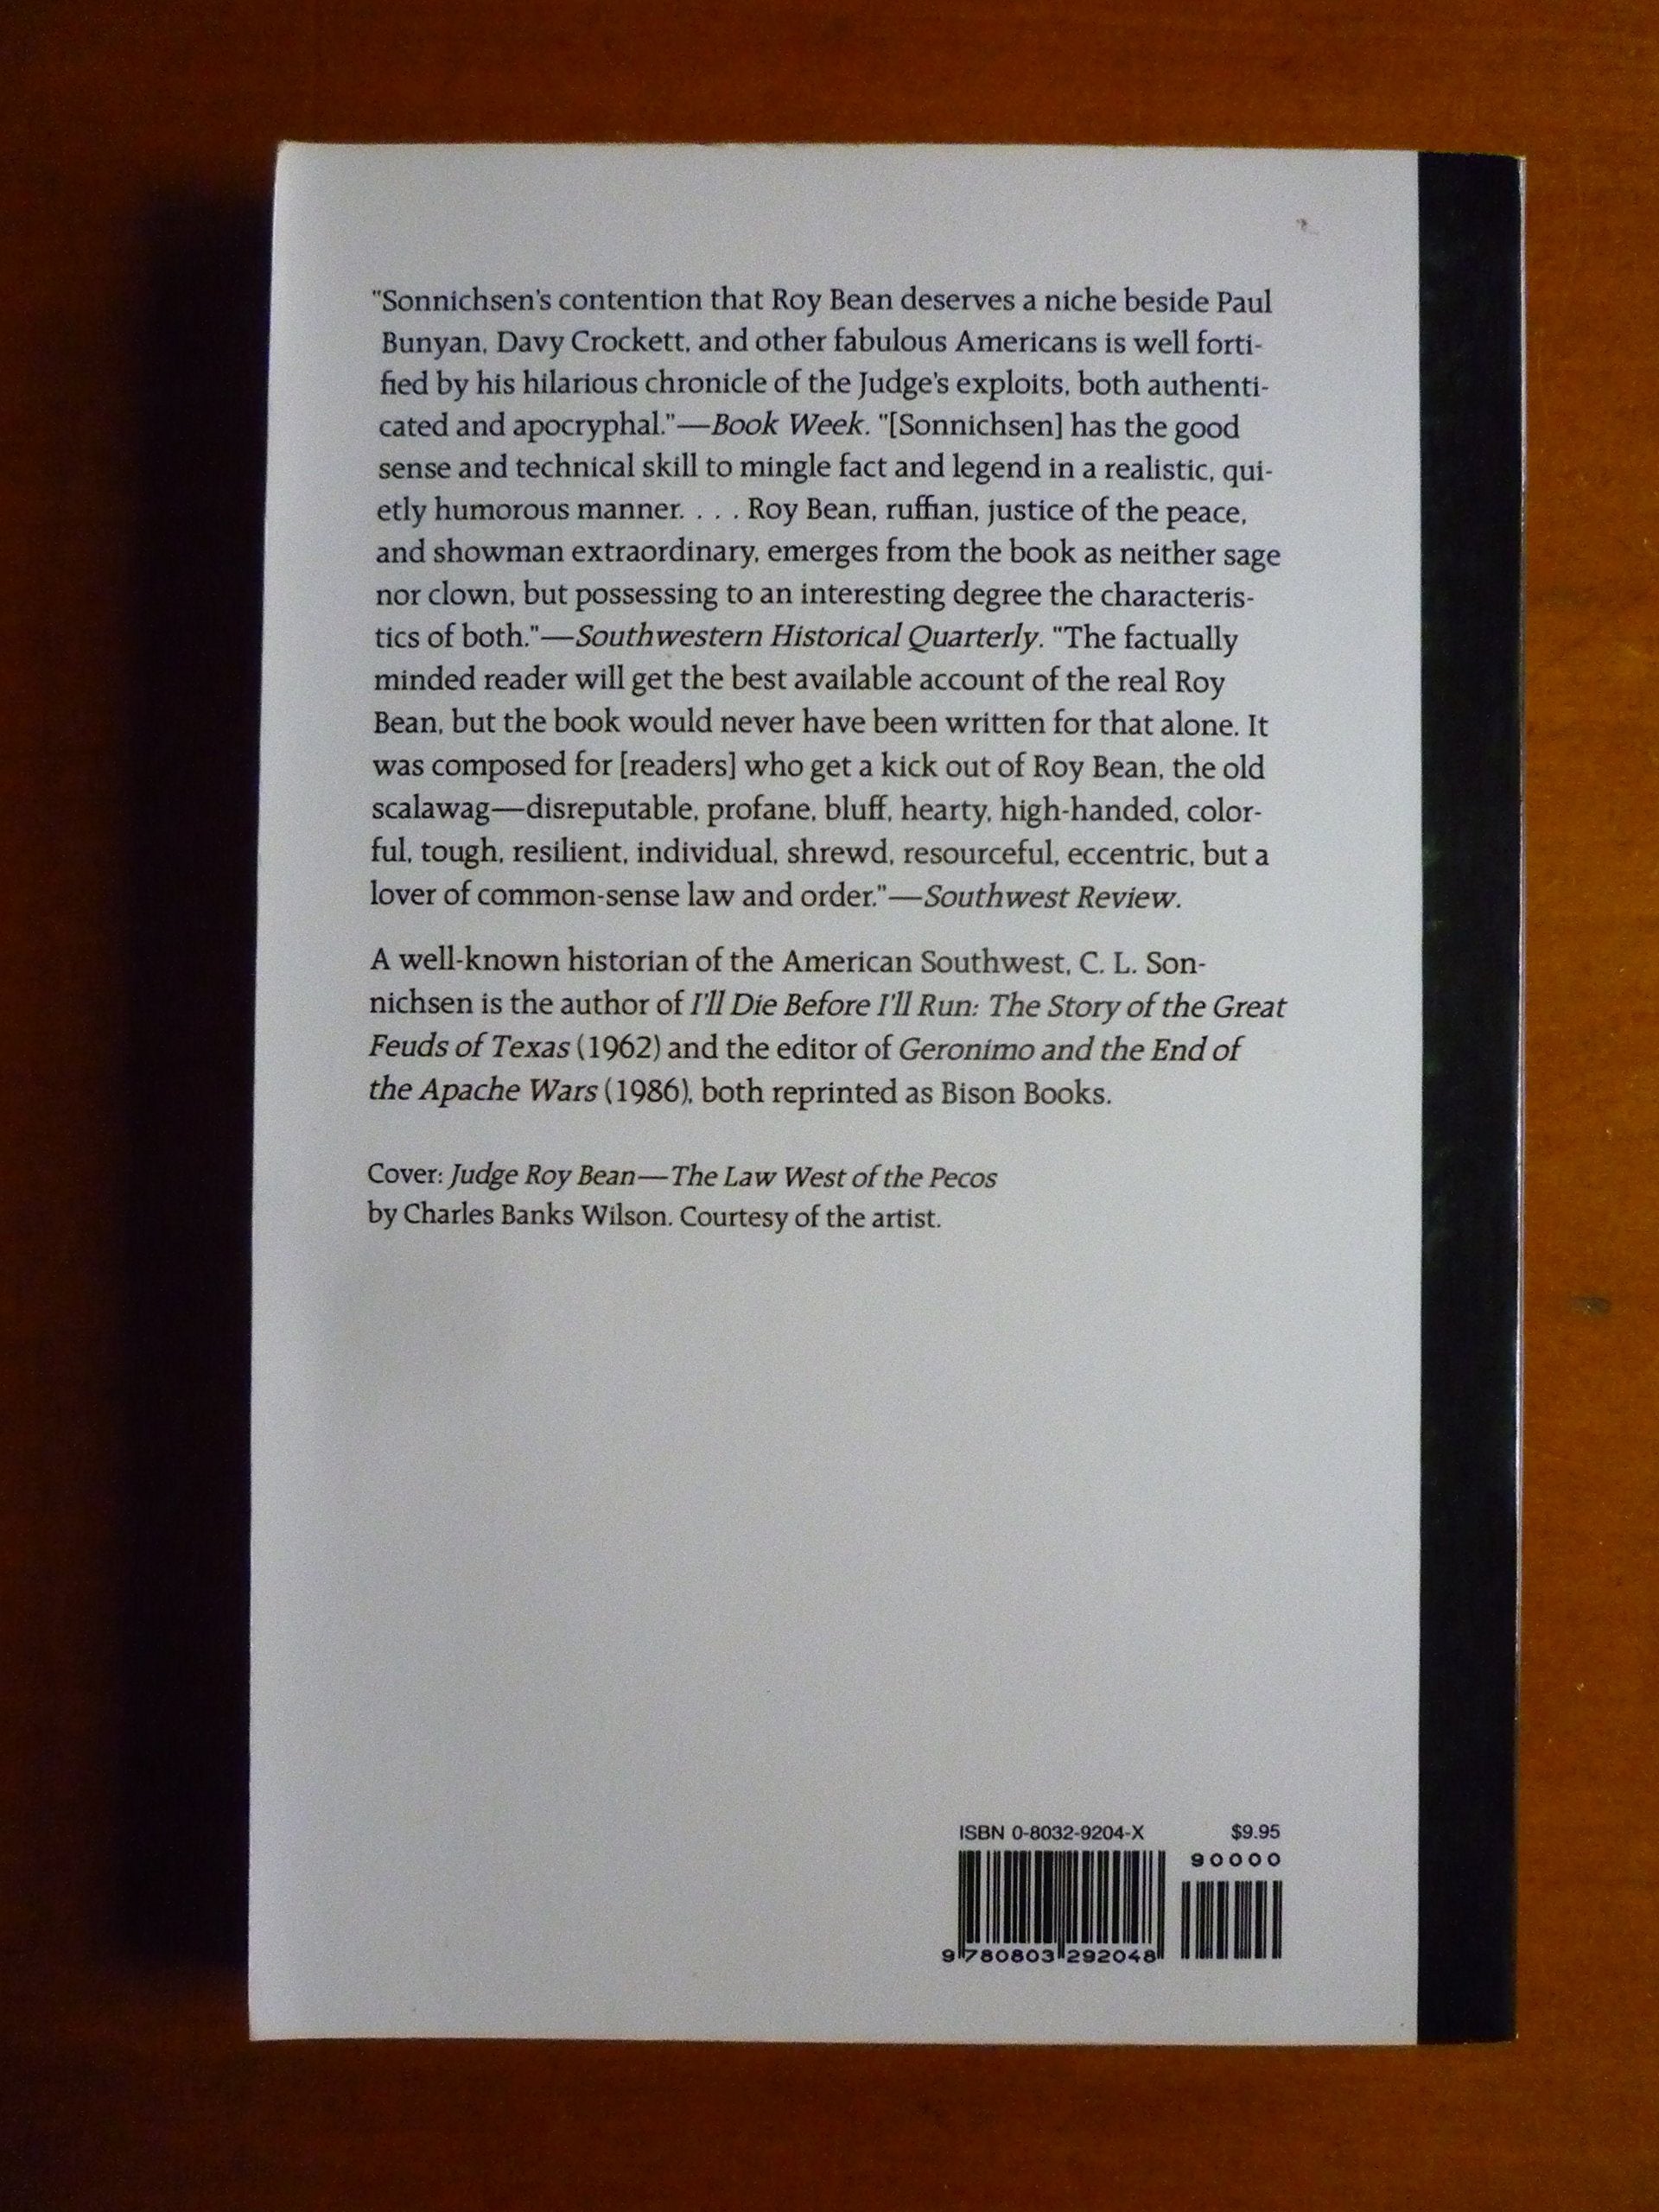 "Sonnichsen's contention that Roy Bean deserves a niche beside Paul
Bunyan, Davy Crockett, and other fabulous Americans is well forti-
fied by his hilarious chronicle of the Judge's exploits, both authenti-
cated and apocryphal."—Book Week. "[Sonnichsen] has the good
sense and technical skill to mingle fact and legend in a realistic, qui-
etly humorous manner. . . . Roy Bean, ruffian, justice of the peace,
and showman extraordinary, emerges from the book as neither sage
nor clown, but possessing to an interesting degree the characteris-
tics of both."—Southwestern Historical Quarterly. "The factually
minded reader will get the best available account of the real Roy
Bean, but the book would never have been written for that alone. It
was composed for [readers] who get a kick out of Roy Bean, the old
scalawag—disreputable, profane, bluff, hearty, high-handed, color-
ful, tough, resilient, individual, shrewd, resourceful, eccentric, but a
lover of common-sense law and order."—Southwest Review.
A well-known historian of the American Southwest, C. L. Son-
nichsen is the author of I'll Die Before I'll Run: The Story of the Great
Feuds of Texas (1962) and the editor of Geronimo and the End of
the Apache Wars (1986), both reprinted as Bison Books.
Cover: Judge Roy Bean—The Law West of the Pecos
by Charles Banks Wilson. Courtesy of the artist.
ISBN 0-8032-9204-X $9.95
90000
9 780803 292048